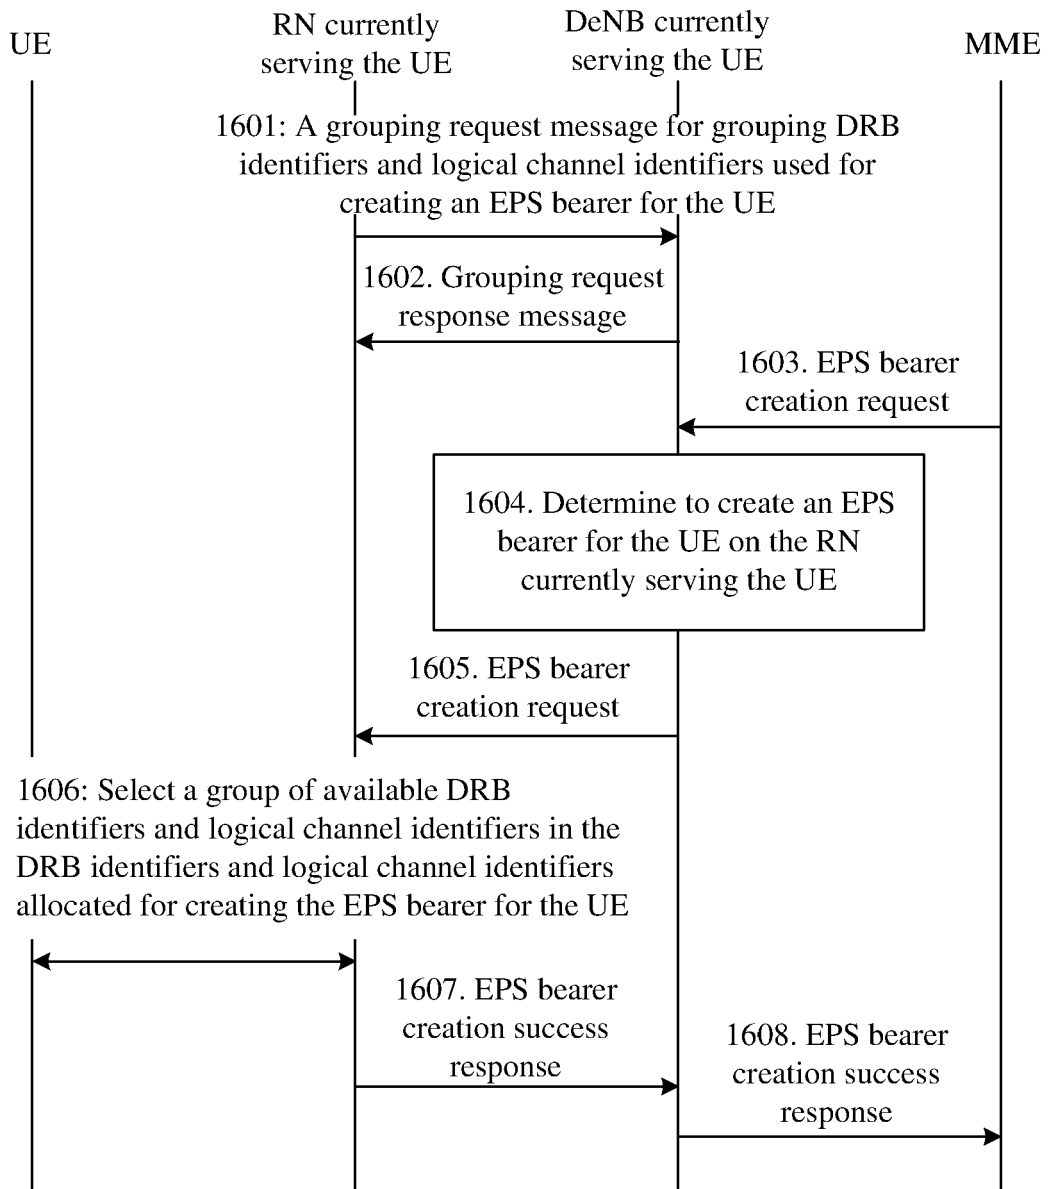 UE
RN currently
serving the UE
DeNB currently
serving the UE
MME
1601: A grouping request message for grouping DRB
identifiers and logical channel identifiers used for
creating an EPS bearer for the UE
1602. Grouping request
response message
1603. EPS bearer
creation request
1604. Determine to create an EPS
bearer for the UE on the RN
currently serving the UE
1605. EPS bearer
creation request
1606: Select a group of available DRB
identifiers and logical channel identifiers in the
DRB identifiers and logical channel identifiers
allocated for creating the EPS bearer for the UE
1607. EPS bearer
creation success
response
1608. EPS bearer
creation success
response